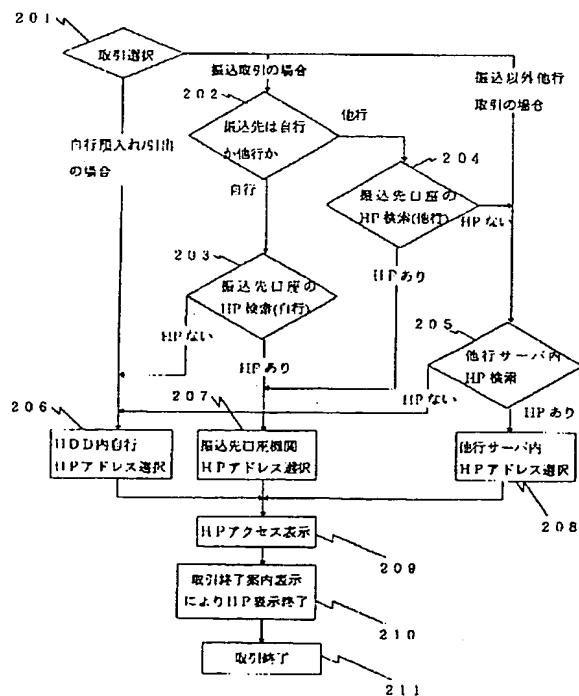 201
取引選択
振込取引の場合
202
振込以外他行
取引の場合
振込先は自行
か他行か
他行
自行預入れ/引出
の場合
204
自行
振込先口座の
HP検索(他行)
HPない
203
振込先口座の
HP検索(自行)
HPあり
205
HPない
他行サーバ内
HP検索
HPあり
HPない
HPあり
206
207
HDD内自行
HPアドレス選択
振込先口座機関
HPアドレス選択
他行サーバ内
HPアドレス選択
208
HPアクセス表示
209
取引終了案内表示
によりHP表示終了
210
取引終了
211